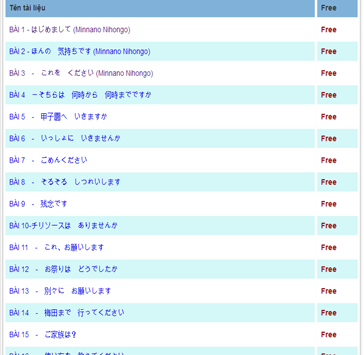 Tên tài liệu Free
BÀI 1 - はじめまして (Minnano Nihongo) Free
BÀI 2 - ほんの 気持ちです (Minnano Nihongo) Free
BÀI 3 - これを ください (Minnano Nihongo) Free
BÀI 4 －そちらは 何時から 何時までですか Free
BÀI 5 - 甲子園へ いきますか Free
BÀI 6 - いっしょに いきませんか Free
BÀI 7 - ごめんください Free
BÀI 8 - そろそろ しつれいします Free
BÀI 9 - 残念です Free
BÀI 10-チリソースは ありませんか Free
BÀI 11 - これ、お願いします Free
BÀI 12 - お祭りは どうでしたか Free
BÀI 13 - 別々に お願いします Free
BÀI 14 - 梅田まで 行ってください Free
BÀI 15 - ご家族は? Free